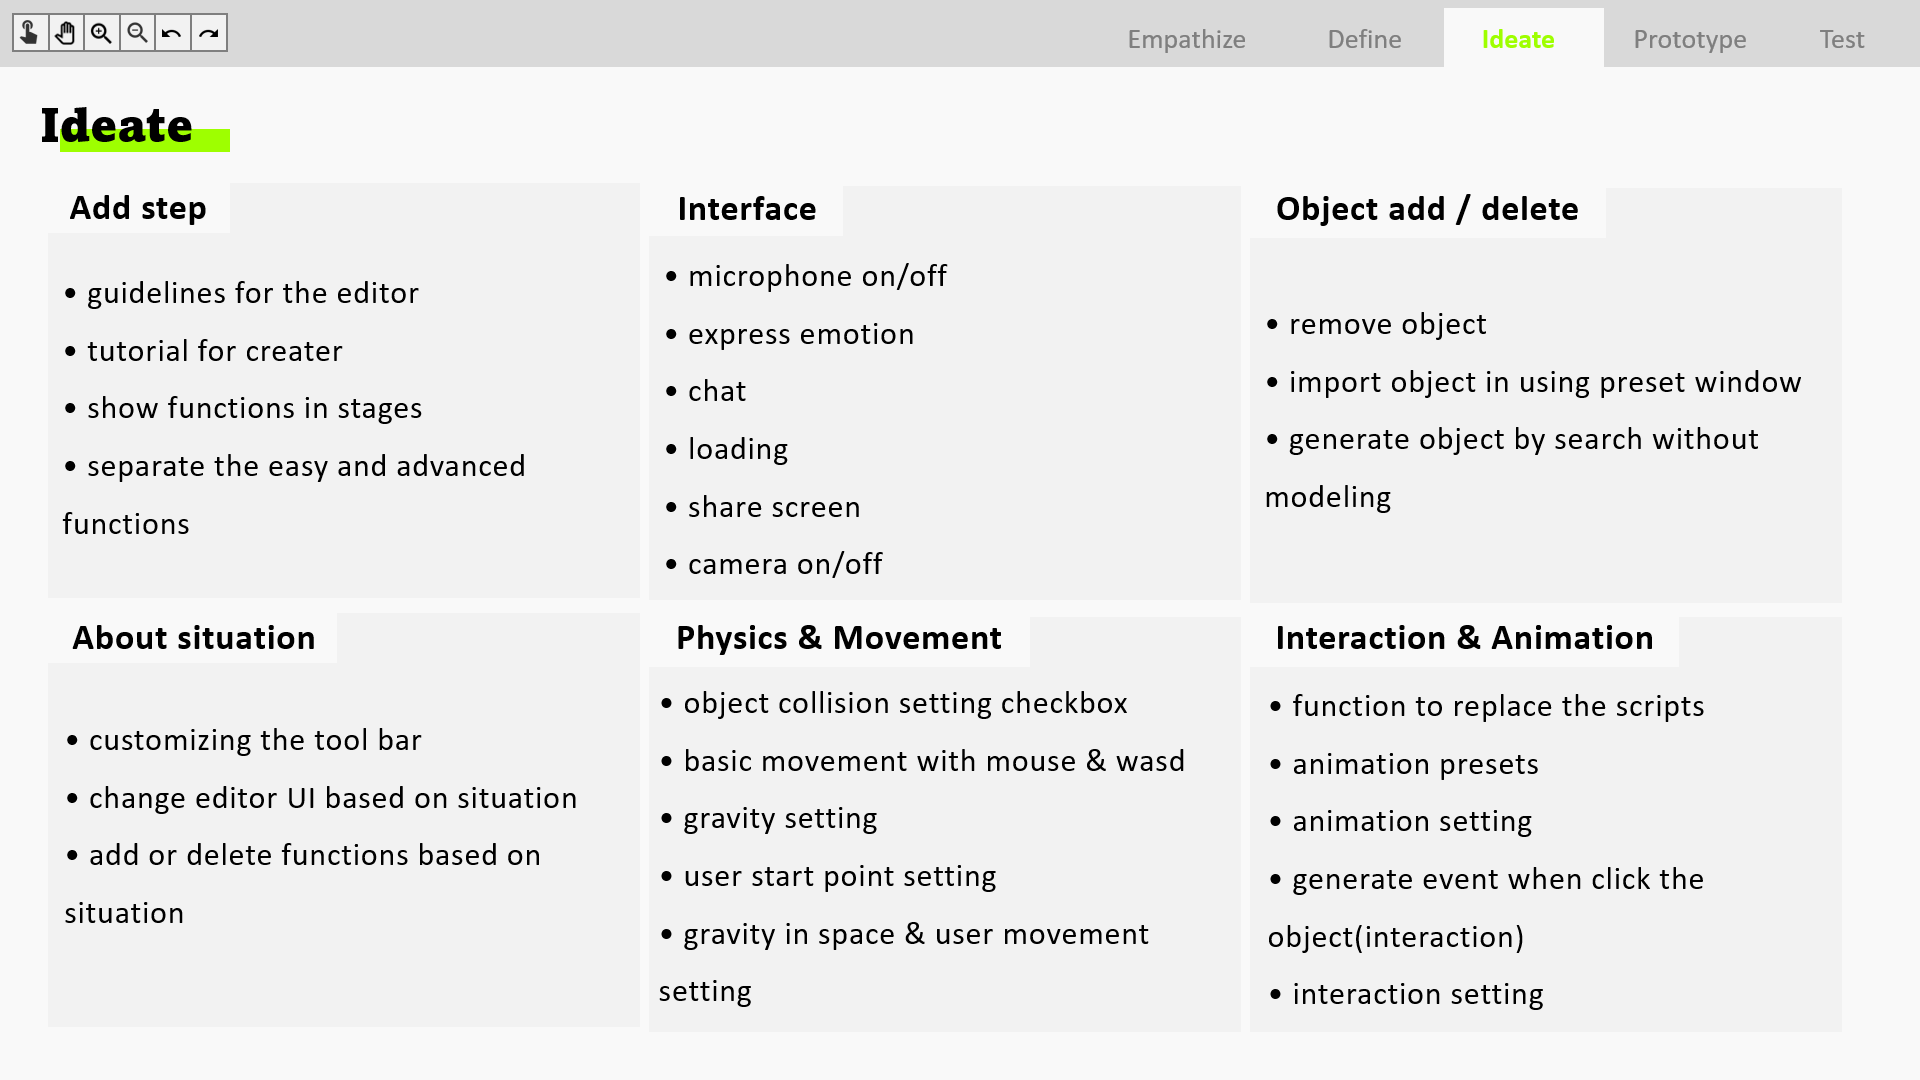 Empathize
Define
Ideate
Prototype
Test
Ideate
Add step
• guidelines for the editor
• tutorial for creater
• show functions in stages
• separate the easy and advanced
functions
Interface
• microphone on/off
• express emotion
• chat
• loading
• share screen
• camera on/off
Object add / delete
• remove object
• import object in using preset window
• generate object by search without
modeling
About situation
• customizing the tool bar
• change editor UI based on situation
• add or delete functions based on
situation
Physics & Movement
• object collision setting checkbox
• basic movement with mouse & wasd
• gravity setting
• user start point setting
• gravity in space & user movement
setting
Interaction & Animation
• function to replace the scripts
• animation presets
• animation setting
• generate event when click the
object(interaction)
• interaction setting